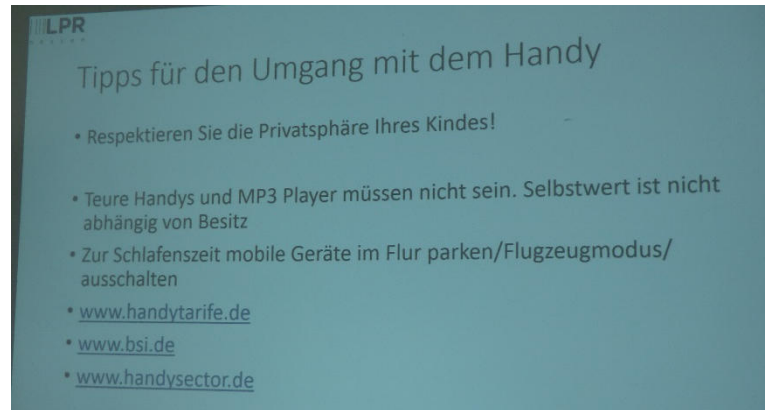 LPR
HESSEN
Tipps für den Umgang mit dem Handy
• Respektieren Sie die Privatsphäre Ihres Kindes!
• Teure Handys und MP3 Player müssen nicht sein. Selbstwert ist nicht
abhängig von Besitz
• Zur Schlafenszeit mobile Geräte im Flur parken/Flugzeugmodus/
ausschalten
• www.handytarife.de
• www.bsi.de
• www.handysector.de